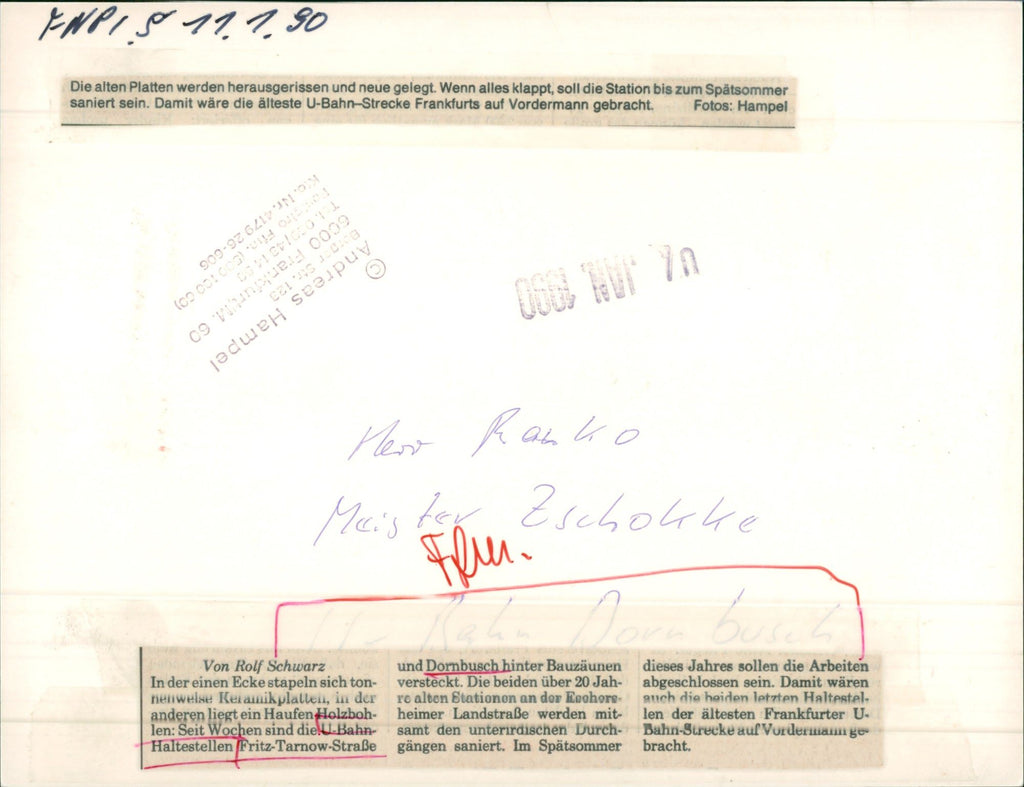 11.1.90
Die alten Platten werden herausgerissen und neue gelegt. Wenn alles klappt, soll die Station bis zum Spätsommer
saniert sein. Damit wäre die älteste U-Bahn-Strecke Frankfurts auf Vordermann gebracht. Fotos: Hampel
© Andreas Hampel
Berger Str. 123
6000 Frankfurt/M. 60
JAN. 1990
Herr Ranko
Meister Zschokke
U-Bahn Dornbusch
Von Rolf Schwarz
In der einen Ecke stapeln sich ton-
nenweise Keramikplatten, in der
anderen liegt ein Haufen Holzboh-
len: Seit Wochen sind die U-Bahn-
Haltestellen Fritz-Tarnow-Straße
und Dornbusch hinter Bauzäunen
versteckt. Die beiden über 20 Jah-
re alten Stationen an der Eschers-
heimer Landstraße werden mit-
samt den unterirdischen Durch-
gängen saniert. Im Spätsommer
dieses Jahres sollen die Arbeiten
abgeschlossen sein. Damit wären
auch die beiden letzten Haltestel-
len der ältesten Frankfurter U-
Bahn-Strecke auf Vordermann ge-
bracht.